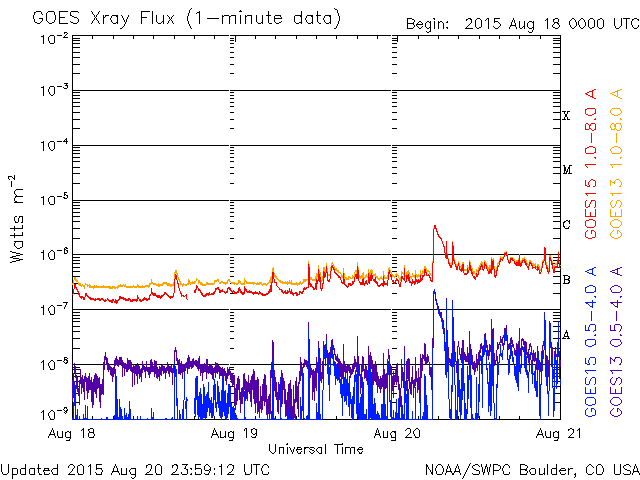 GOES Xray Flux (1-minute data)
Begin: 2015 Aug 18 0000 UTC
10-2
10-3
10-4
10-5
10-6
10-7
10-8
10-9
Watts m-2
X
M
C
B
A
GOES15 1.0-8.0 A
GOES13 1.0-8.0 A
GOES15 0.5-4.0 A
GOES13 0.5-4.0 A
Aug 18
Aug 19
Aug 20
Aug 21
Universal Time
Updated 2015 Aug 20 23:59:12 UTC
NOAA/SWPC Boulder, CO USA